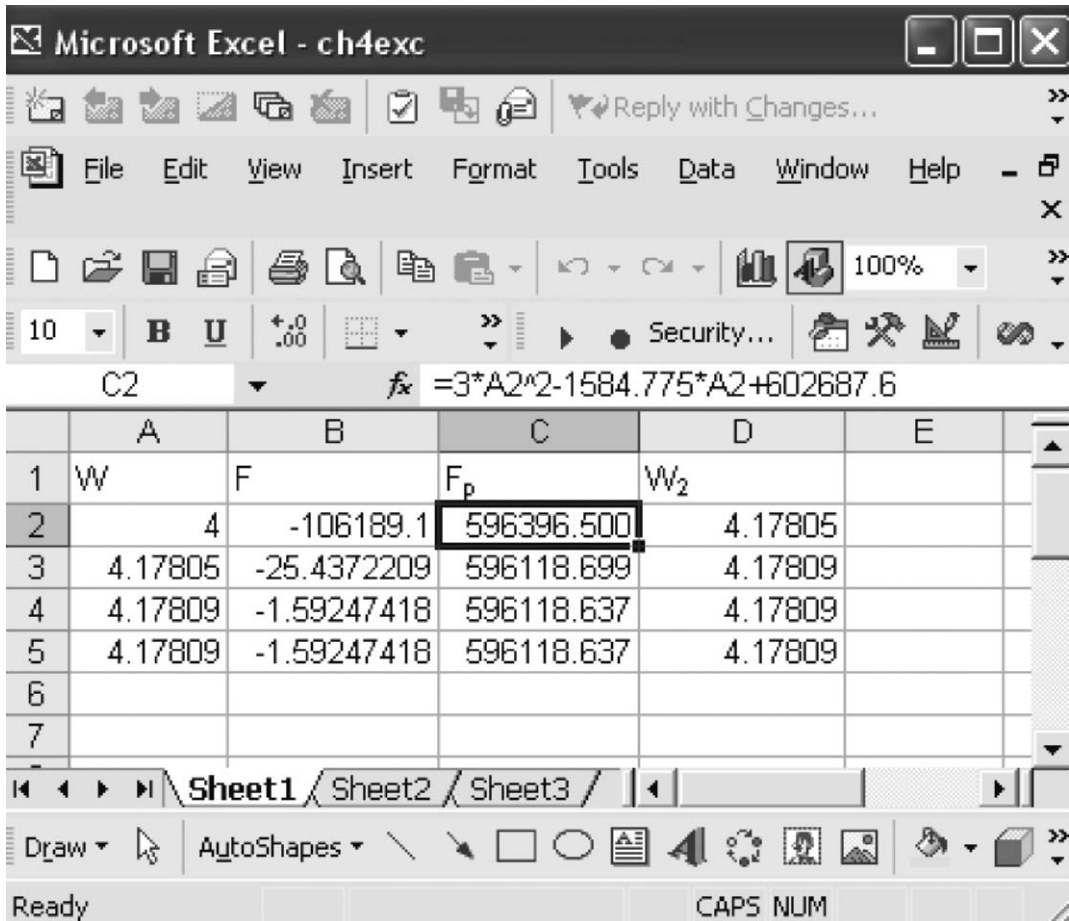 Microsoft Excel - ch4exc
Reply with Changes...
File Edit View Insert Format Tools Data Window Help
100%
10 B U Security...
C2 fx =3*A2^2-1584.775*A2+602687.6
A B C D E
1 W F Fp W2
2 4 -106189.1 596396.500 4.17805
3 4.17805 -25.4372209 596118.699 4.17809
4 4.17809 -1.59247418 596118.637 4.17809
5 4.17809 -1.59247418 596118.637 4.17809
6
7
Sheet1 Sheet2 Sheet3
Draw AutoShapes
Ready CAPS NUM